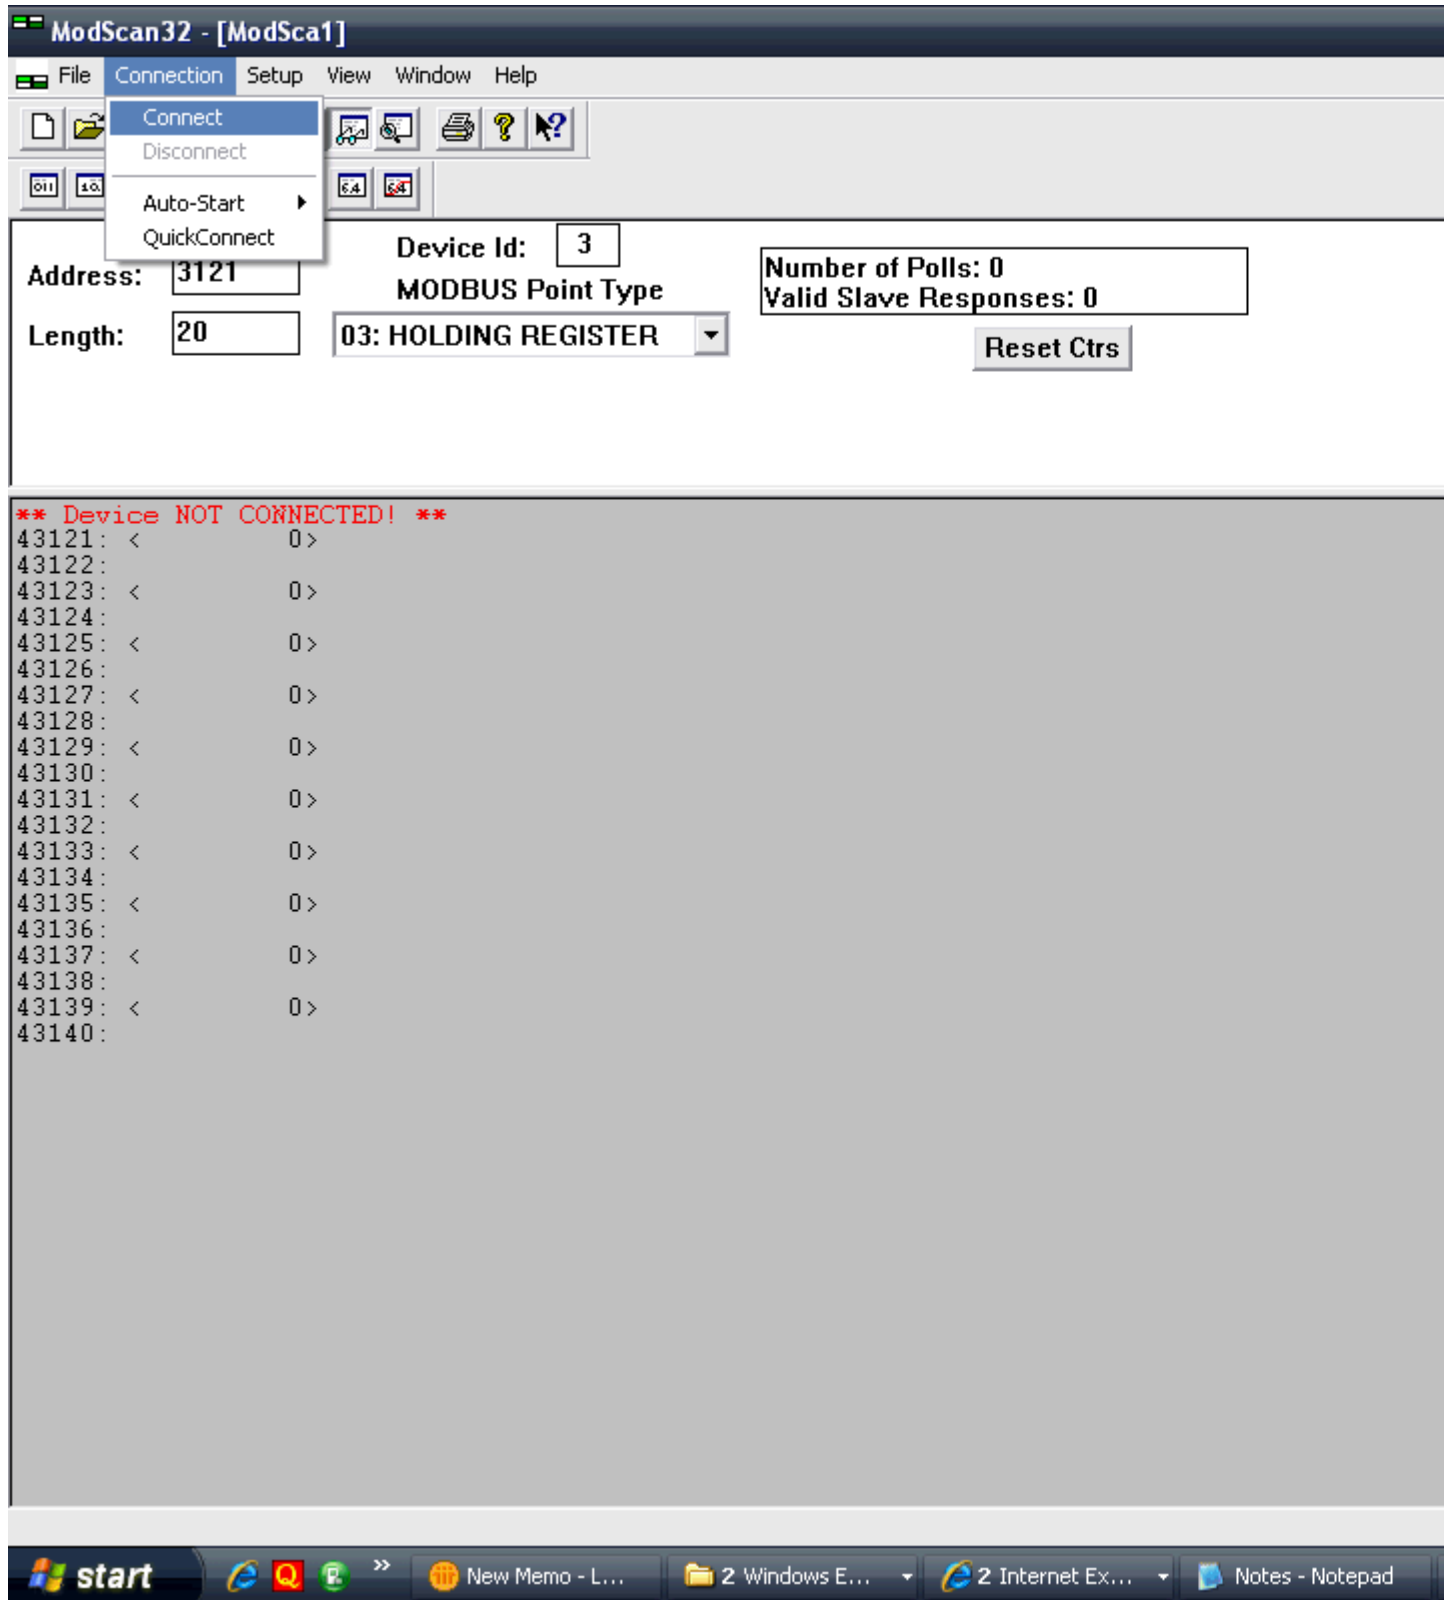 ModScan32 - [ModSca1]
File Connection Setup View Window Help
Connect
Disconnect
Auto-Start
QuickConnect
Address: 3121
Device Id: 3
MODBUS Point Type
Length: 20
03: HOLDING REGISTER
Number of Polls: 0
Valid Slave Responses: 0
Reset Ctrs
** Device NOT CONNECTED! **
43121: < 0>
43122:
43123: < 0>
43124:
43125: < 0>
43126:
43127: < 0>
43128:
43129: < 0>
43130:
43131: < 0>
43132:
43133: < 0>
43134:
43135: < 0>
43136:
43137: < 0>
43138:
43139: < 0>
43140:
start New Memo - L... 2 Windows E... 2 Internet Ex... Notes - Notepad